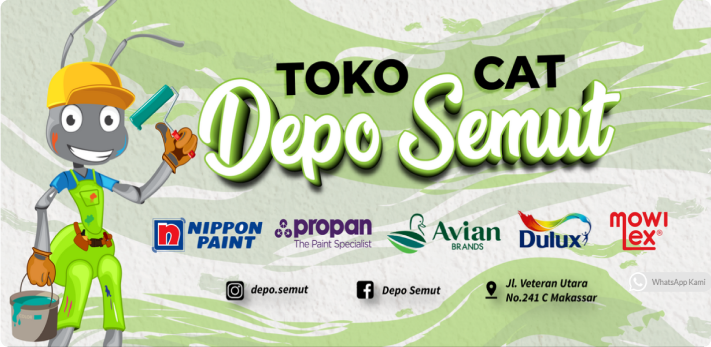 TOKO CAT
Depo Semut
n NIPPON PAINT
propan
The Paint Specialist
Avian
BRANDS
Dulux
MOWI
LEX®
depo.semut
Depo Semut
Jl. Veteran Utara
No.241 C Makassar
WhatsApp Kami